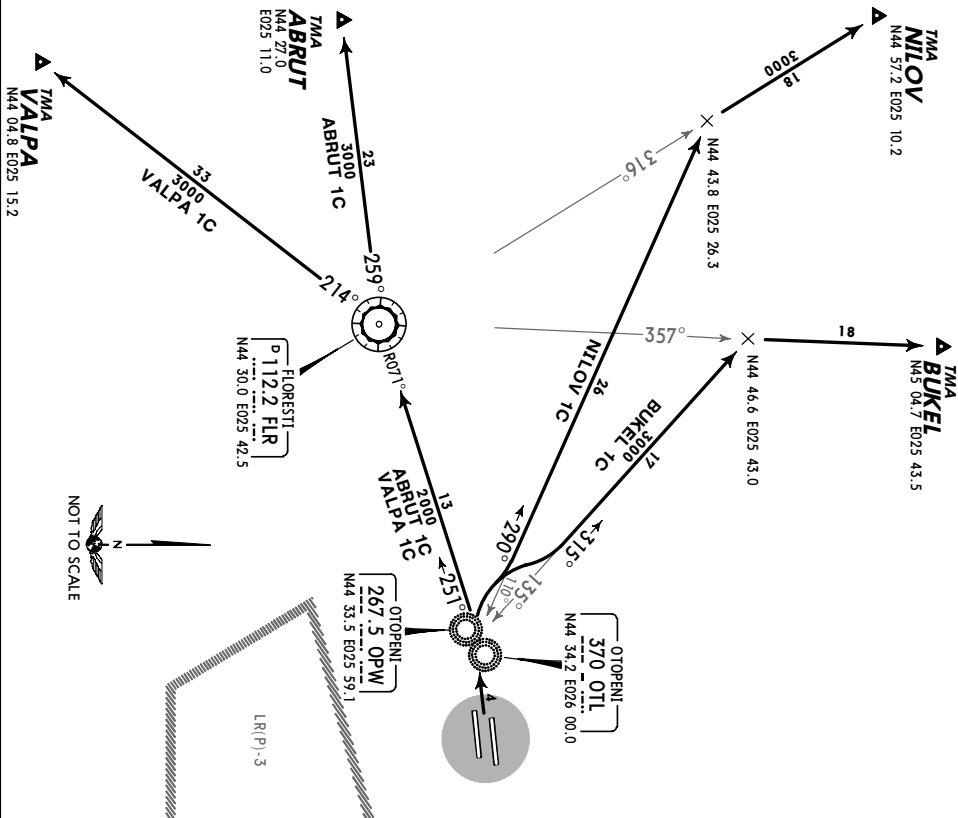 TMA
NILOV
N44 57.2 E025 10.2
3000
18
TMA
ABRUT
N44 27.0
E025 11.0
TMA
VALPA
N44 04.8 E025 15.2
23
3000
ABRUT 1C
33
3000
VALPA 1C
316°
N44 43.8 E025 26.3
259°
214°
R071°
FLORESTI
D 112.2 FLR
N44 30.0 E025 42.5
357°
N44 46.6 E025 43.0
18
TMA
BUKEL
N45 04.7 E025 43.5
26
NILOV 1C
17
3000
BUKEL 1C
13
2000
ABRUT 1C
VALPA 1C
290°
315°
110°
135°
251°
OTOPENI
267.5 OPW
N44 33.5 E025 59.1
OTOPENI
370 OTL
N44 34.2 E026 00.0
4
N
NOT TO SCALE
LR(P)-3